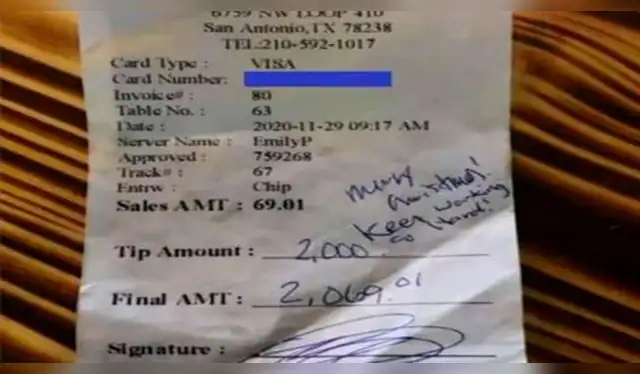 6759 NW LOOP 410
San Antonio,TX 78238
TEL:210-592-1017
Card Type : VISA
Card Number:
Invoice# : 80
Table No. : 63
Date : 2020-11-29 09:17 AM
Server Name : EmilyP
Approved : 759268
Track# : 67
Entrw : Chip
Sales AMT : 69.01
Merry
Christmas!
Keep working
so hard!
Tip Amount : 2,000
Final AMT : 2,069.01
Signature :